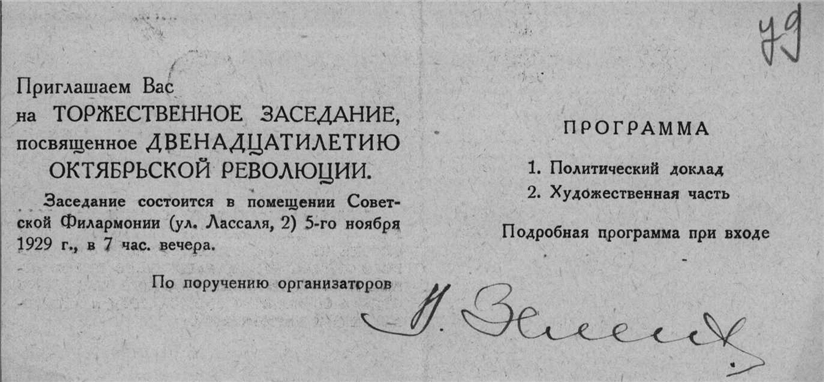 79
Приглашаем Вас
на ТОРЖЕСТВЕННОЕ ЗАСЕДАНИЕ,
посвященное ДВЕНАДЦАТИЛЕТИЮ
ОКТЯБРЬСКОЙ РЕВОЛЮЦИИ.
Заседание состоится в помещении Совет-
ской Филармонии (ул. Лассаля, 2) 5-го ноября
1929 г., в 7 час. вечера.
По поручению организаторов
ПРОГРАММА
1. Политический доклад
2. Художественная часть
Подробная программа при входе